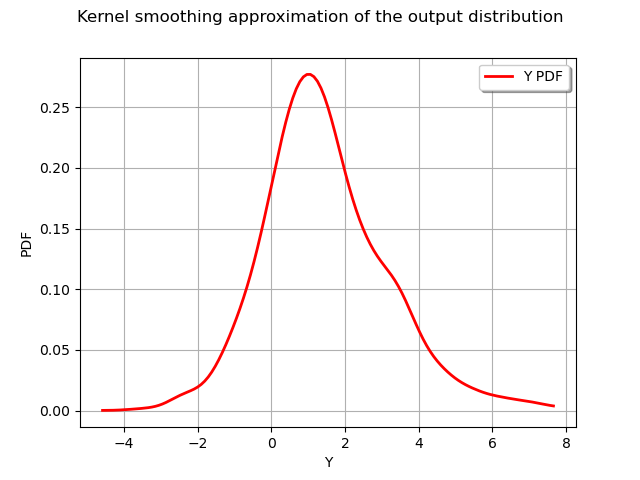 Kernel smoothing approximation of the output distribution
Y PDF
PDF
0.25
0.20
0.15
0.10
0.05
0.00
−4 −2 0 2 4 6 8
Y